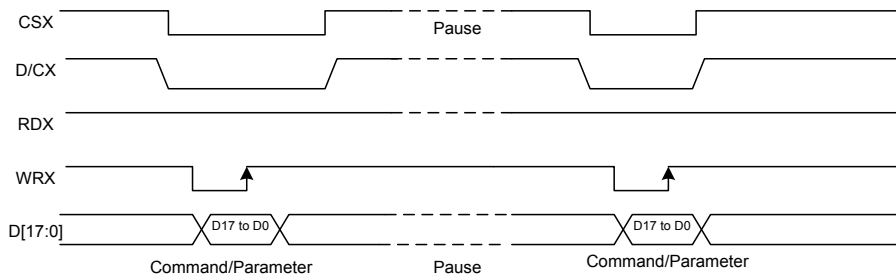 CSX
Pause
D/CX
RDX
WRX
D[17:0]
D17 to D0
D17 to D0
Command/Parameter
Pause
Command/Parameter